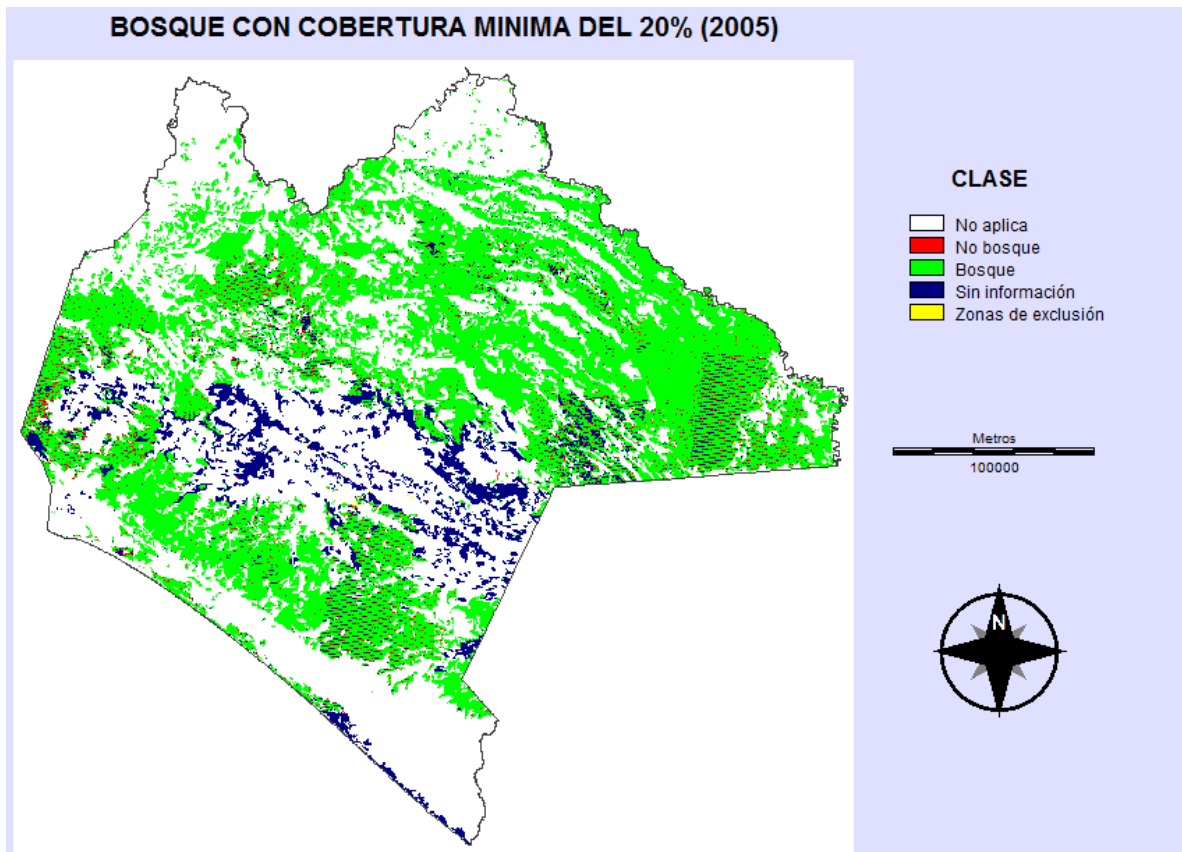 BOSQUE CON COBERTURA MINIMA DEL 20% (2005)
CLASE
No aplica
No bosque
Bosque
Sin información
Zonas de exclusión
Metros
100000
N